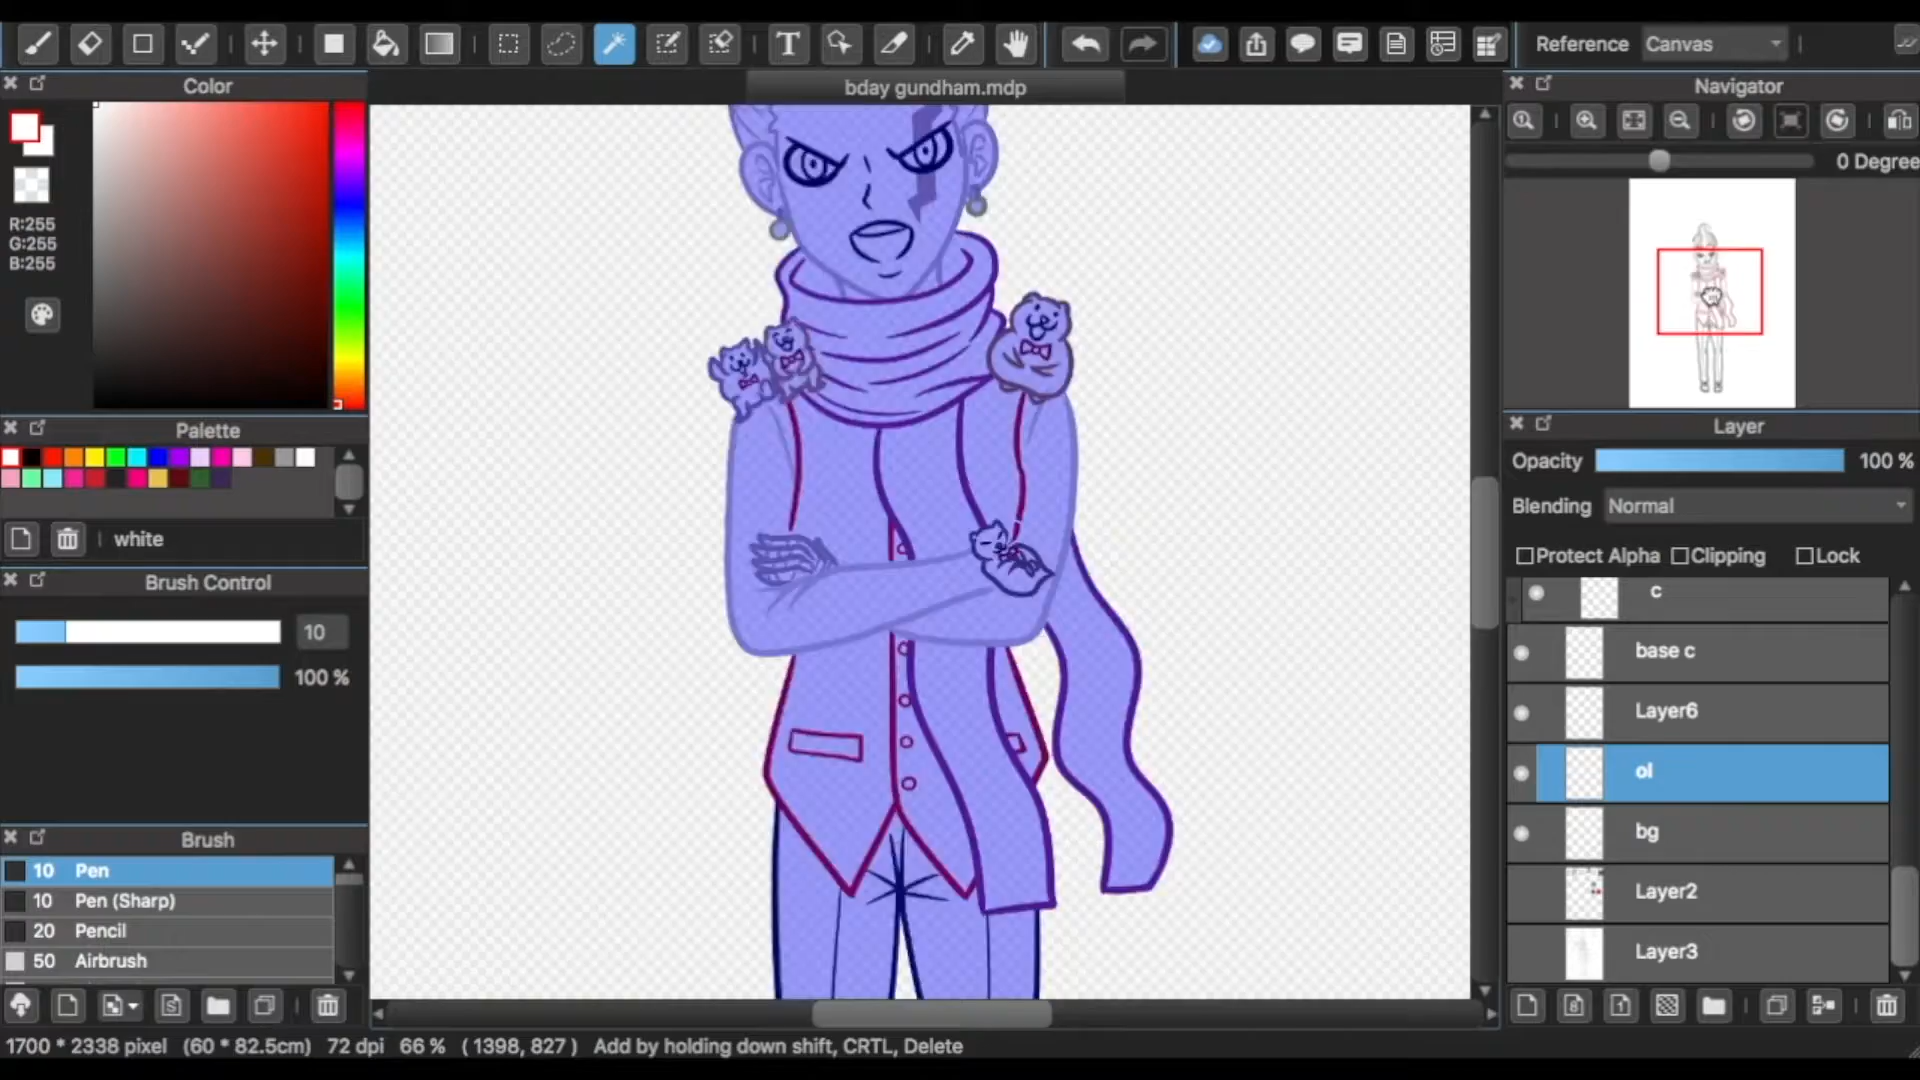 T
Reference Canvas
Color
bday gundham.mdp
Navigator
0 Degree
R:255
G:255
B:255
Palette
Layer
Opacity 100 %
Blending Normal
white
Protect Alpha Clipping Lock
Brush Control
10
100 %
c
base c
Layer6
ol
bg
Layer2
Layer3
Brush
10 Pen
10 Pen (Sharp)
20 Pencil
50 Airbrush
1700 * 2338 pixel (60 * 82.5cm) 72 dpi 66 % ( 1398, 827 ) Add by holding down shift, CRTL, Delete